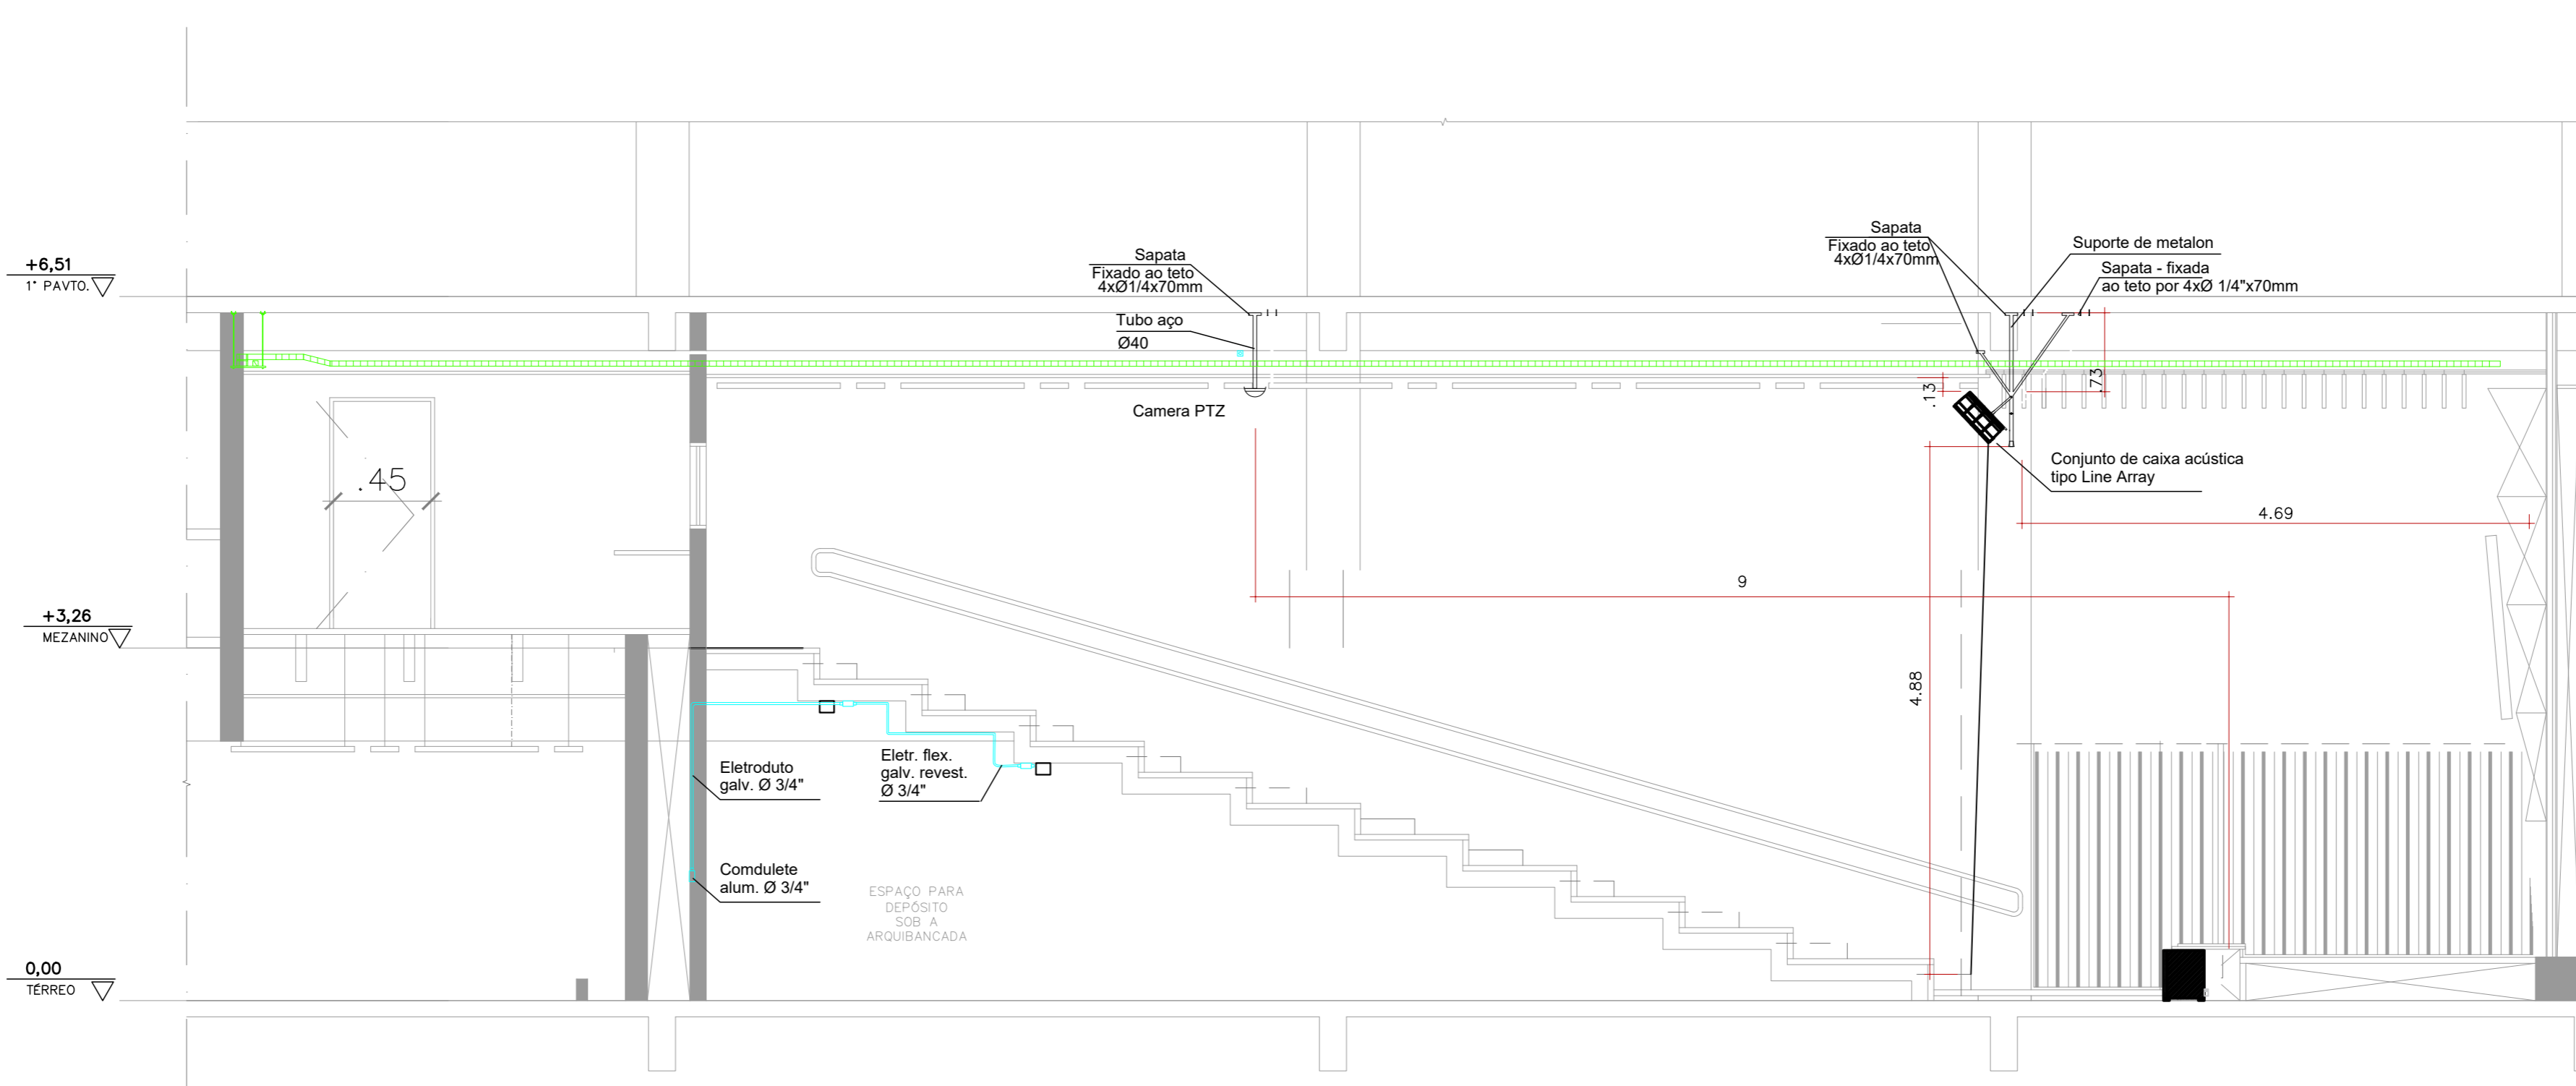 Sapata
Fixado ao teto
4xØ1/4x70mm
Tubo aço
Ø40
Camera PTZ
Sapata
Fixado ao teto
4xØ1/4x70mm
Suporte de metalon
Sapata - fixada
ao teto por 4xØ 1/4"x70mm
+6,51
1° PAVTO.
.13
.73
Conjunto de caixa acústica
tipo Line Array
.45
4.69
9
+3,26
MEZANINO
4.88
Eletroduto
galv. Ø 3/4"
Eletr. flex.
galv. revest.
Ø 3/4"
Comdulete
alum. Ø 3/4"
ESPAÇO PARA
DEPÓSITO
SOB A
ARQUIBANCADA
0,00
TÉRREO